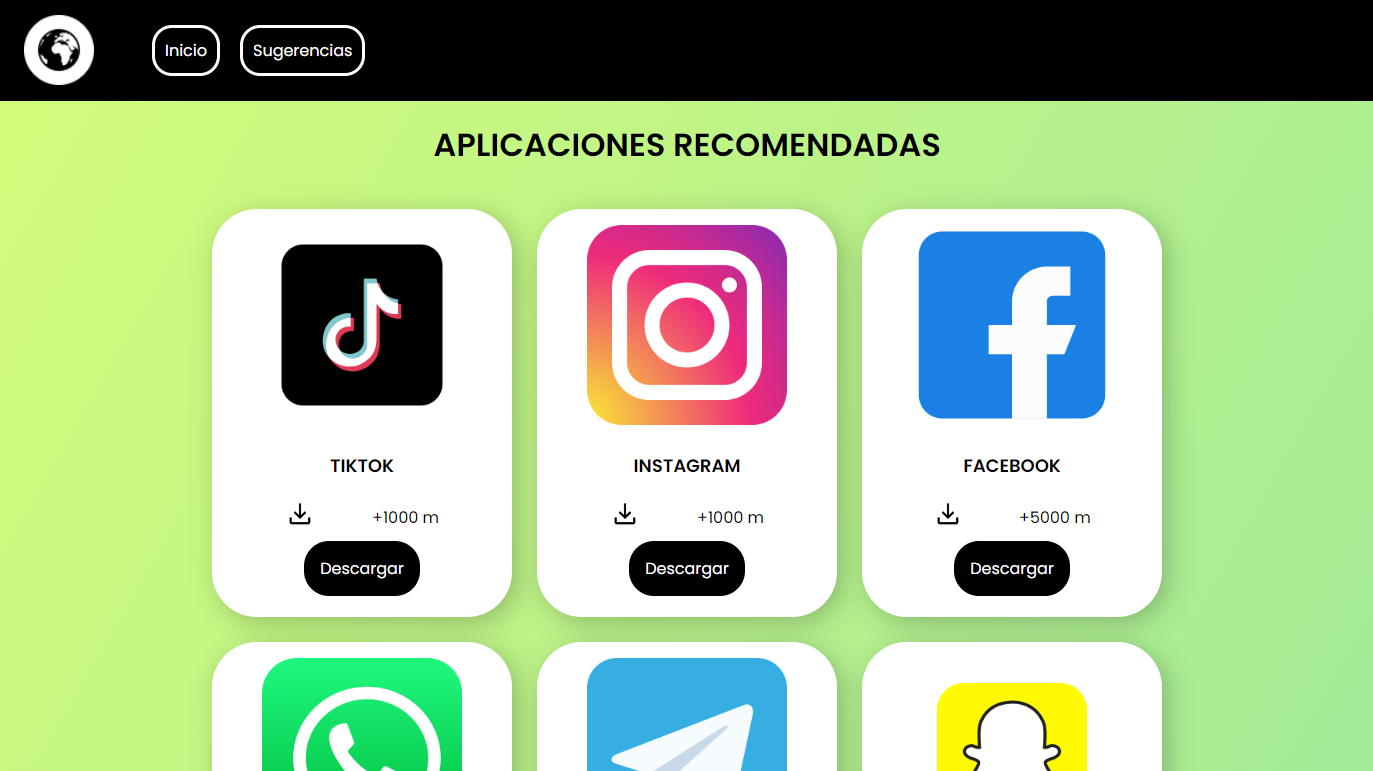 Inicio
Sugerencias
APLICACIONES RECOMENDADAS
TIKTOK
INSTAGRAM
FACEBOOK
+1000 m
+1000 m
+5000 m
Descargar
Descargar
Descargar